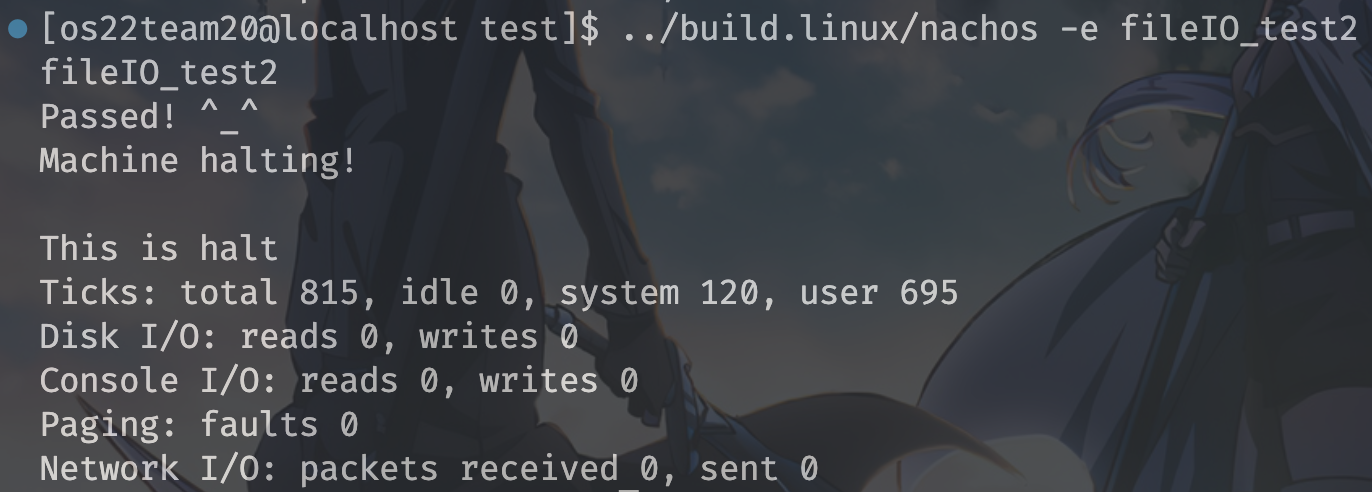 [os22team20@localhost test]$ ../build.linux/nachos -e fileIO_test2
fileIO_test2
Passed! ^_^
Machine halting!
This is halt
Ticks: total 815, idle 0, system 120, user 695
Disk I/O: reads 0, writes 0
Console I/O: reads 0, writes 0
Paging: faults 0
Network I/O: packets received 0, sent 0